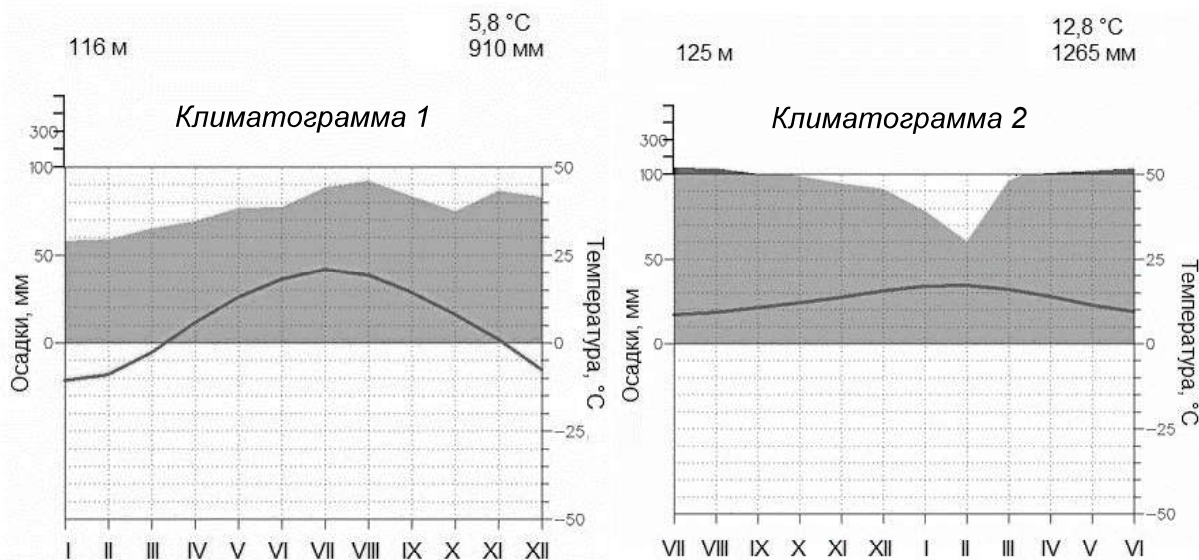 116 м
5,8 °C
910 мм
Климатограмма 1
300
100
50
0
Осадки, мм
50
25
0
−25
−50
Температура, °C
I II III IV V VI VII VIII IX X XI XII
125 м
12,8 °C
1265 мм
Климатограмма 2
300
100
50
0
Осадки, мм
50
25
0
−25
−50
Температура, °C
VII VIII IX X XI XII I II III IV V VI